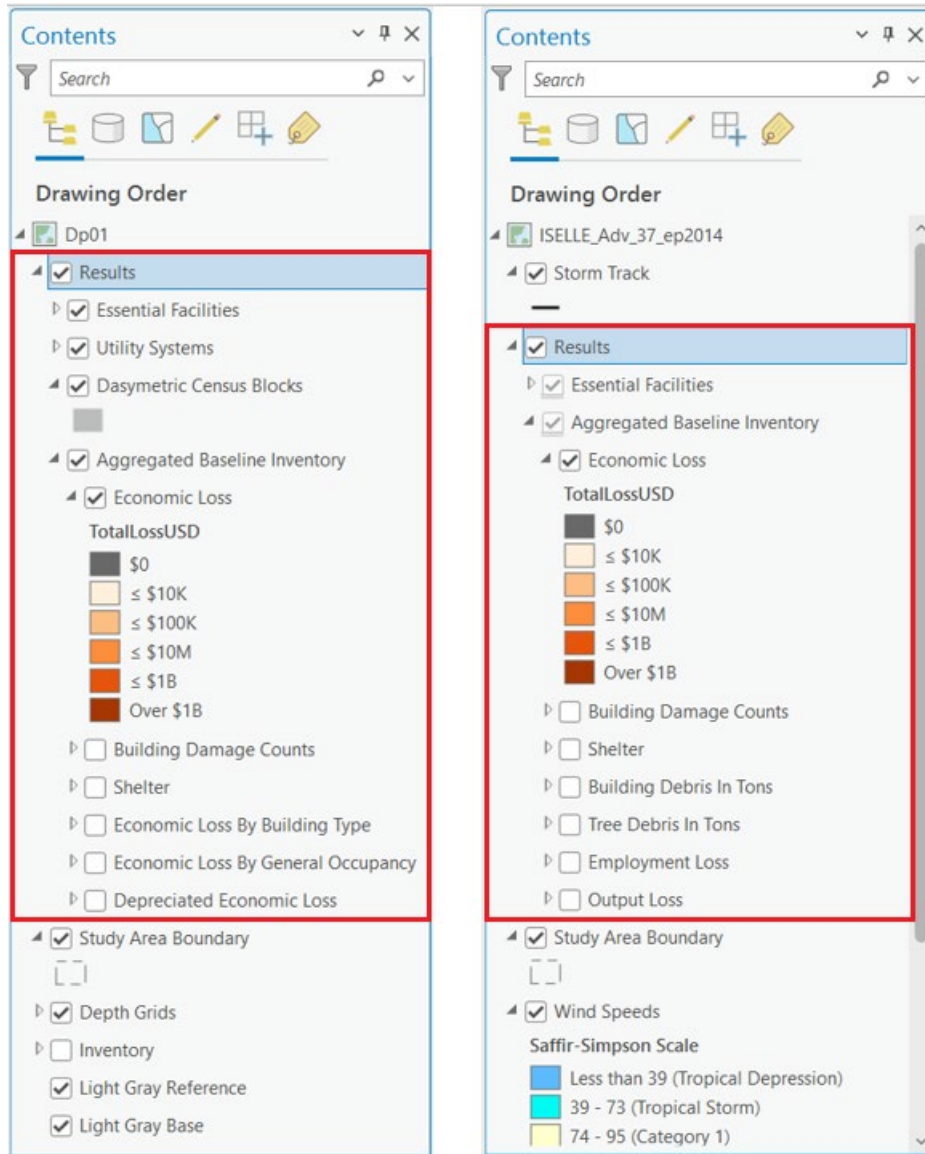 Contents
Search
Drawing Order
Dp01
Results
Essential Facilities
Utility Systems
Dasymetric Census Blocks
Aggregated Baseline Inventory
Economic Loss
TotalLossUSD
$0
≤ $10K
≤ $100K
≤ $10M
≤ $1B
Over $1B
Building Damage Counts
Shelter
Economic Loss By Building Type
Economic Loss By General Occupancy
Depreciated Economic Loss
Study Area Boundary
Depth Grids
Inventory
Light Gray Reference
Light Gray Base
Contents
Search
Drawing Order
ISELLE_Adv_37_ep2014
Storm Track
Results
Essential Facilities
Aggregated Baseline Inventory
Economic Loss
TotalLossUSD
$0
≤ $10K
≤ $100K
≤ $10M
≤ $1B
Over $1B
Building Damage Counts
Shelter
Building Debris In Tons
Tree Debris In Tons
Employment Loss
Output Loss
Study Area Boundary
Wind Speeds
Saffir-Simpson Scale
Less than 39 (Tropical Depression)
39 - 73 (Tropical Storm)
74 - 95 (Category 1)